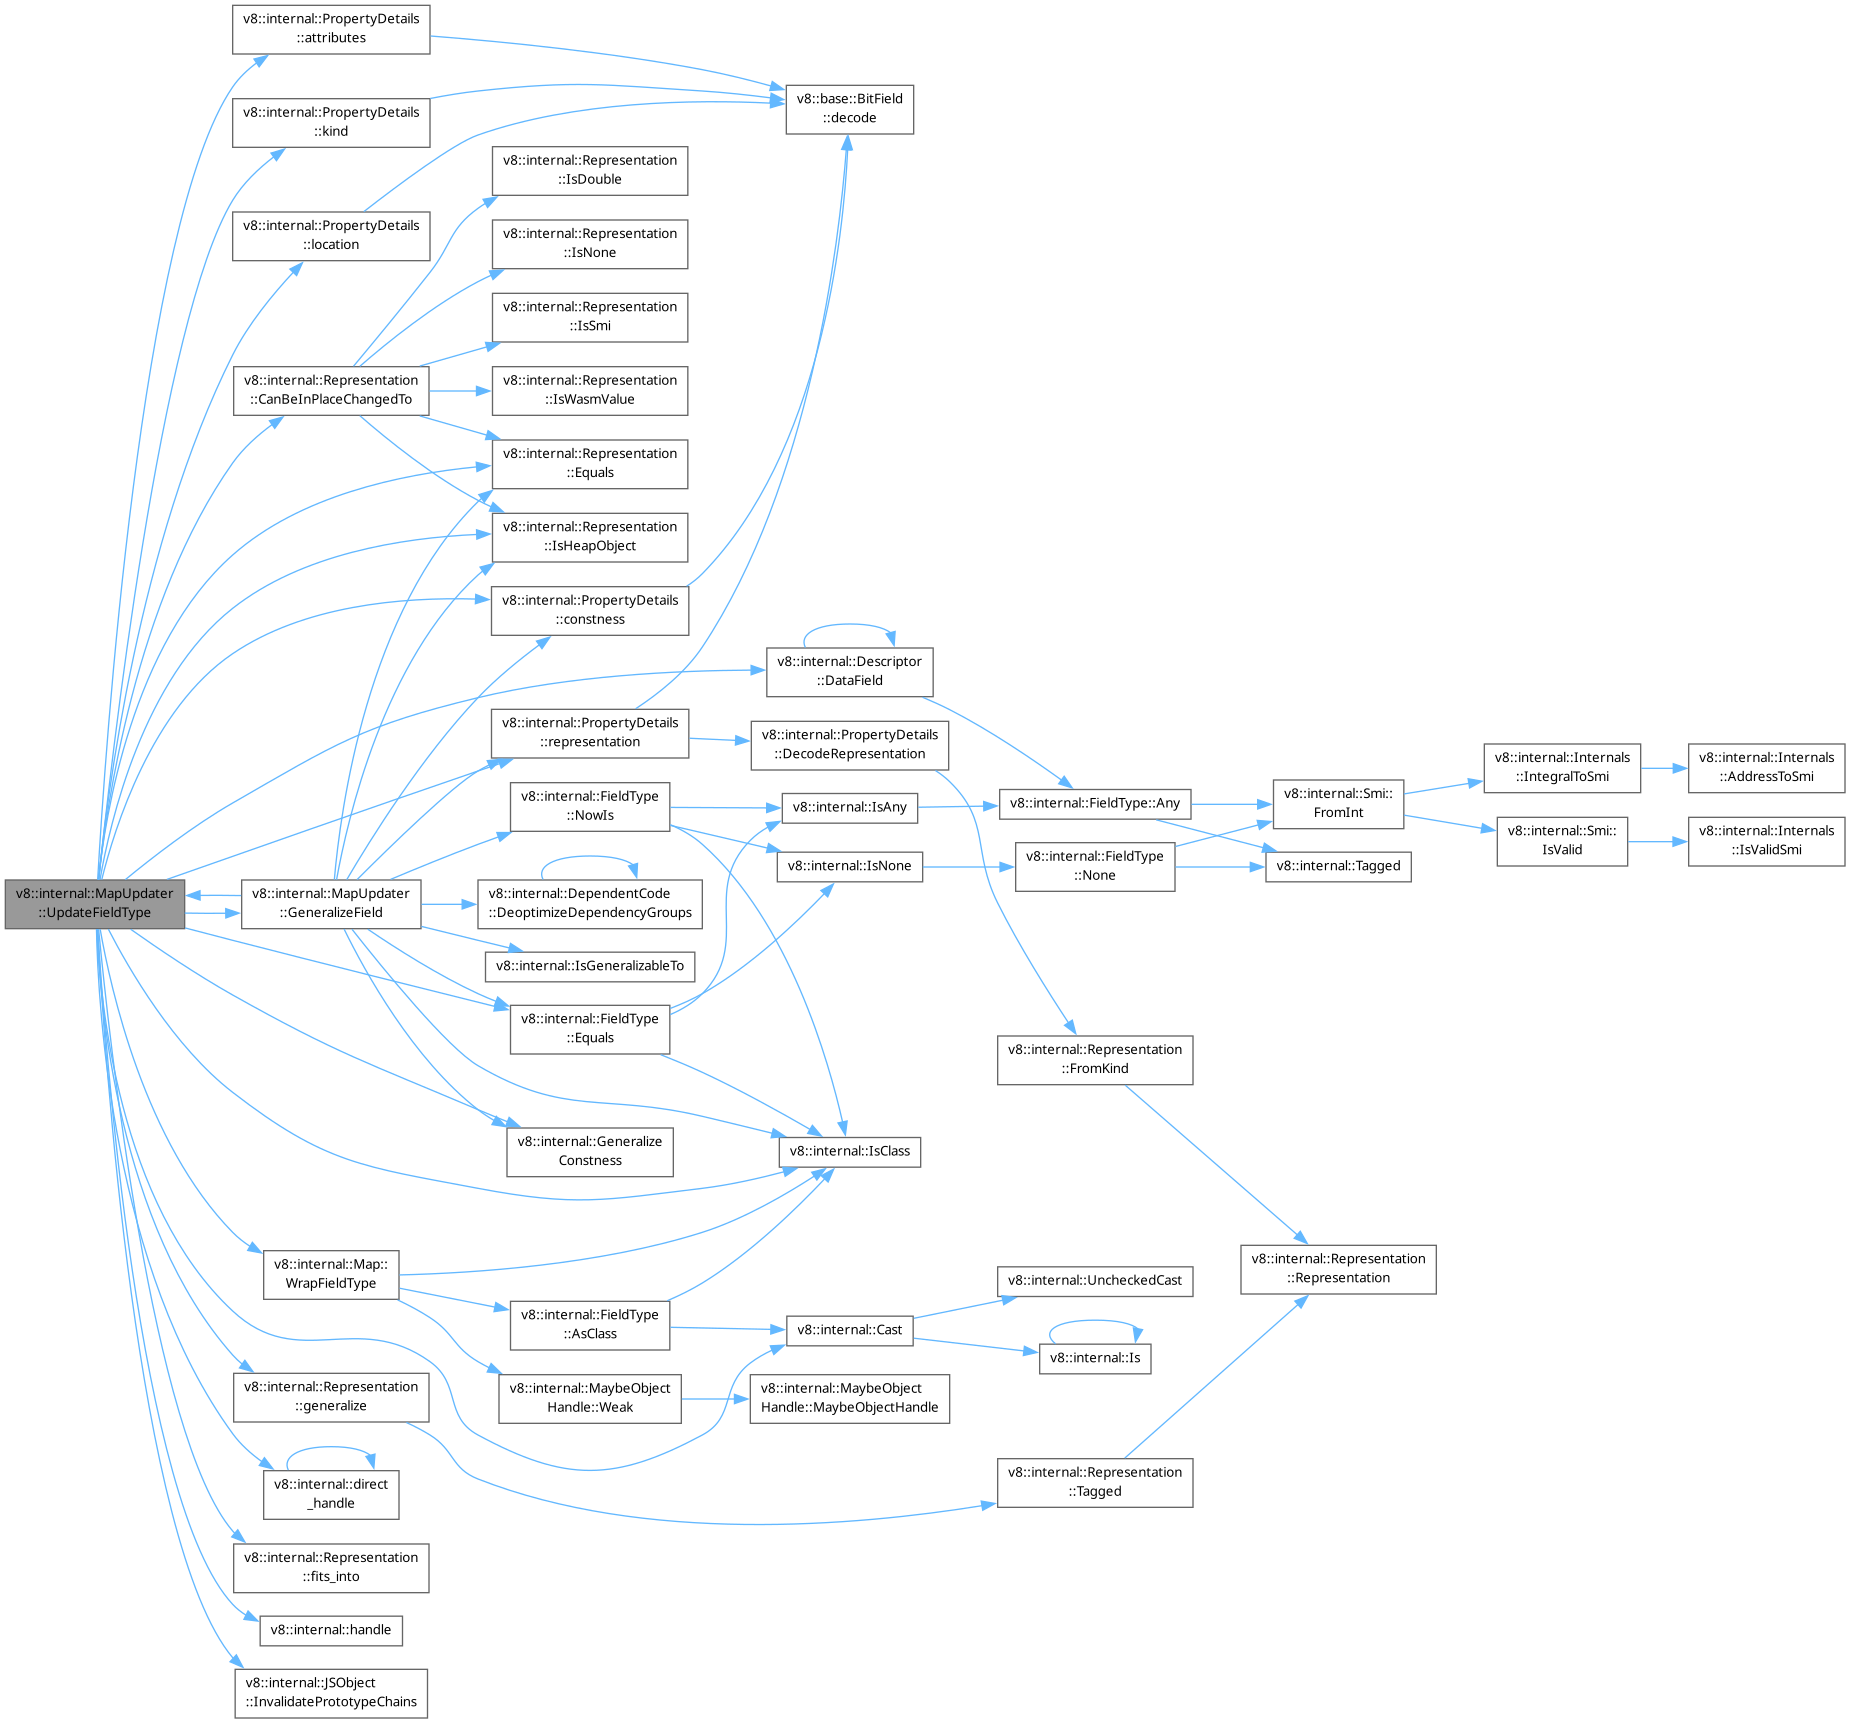 v8::internal::PropertyDetails
::attributes
v8::internal::PropertyDetails
::kind
v8::internal::PropertyDetails
::location
v8::internal::Representation
::CanBeInPlaceChangedTo
v8::internal::MapUpdater
::UpdateFieldType
v8::internal::MapUpdater
::GeneralizeField
v8::internal::Map::
WrapFieldType
v8::internal::Representation
::generalize
v8::internal::direct
_handle
v8::internal::Representation
::fits_into
v8::internal::handle
v8::internal::JSObject
::InvalidatePrototypeChains
v8::internal::Representation
::IsDouble
v8::internal::Representation
::IsNone
v8::internal::Representation
::IsSmi
v8::internal::Representation
::IsWasmValue
v8::internal::Representation
::Equals
v8::internal::Representation
::IsHeapObject
v8::internal::PropertyDetails
::constness
v8::internal::PropertyDetails
::representation
v8::internal::FieldType
::NowIs
v8::internal::DependentCode
::DeoptimizeDependencyGroups
v8::internal::IsGeneralizableTo
v8::internal::FieldType
::Equals
v8::internal::Generalize
Constness
v8::internal::FieldType
::AsClass
v8::internal::MaybeObject
Handle::Weak
v8::base::BitField
::decode
v8::internal::Descriptor
::DataField
v8::internal::PropertyDetails
::DecodeRepresentation
v8::internal::IsAny
v8::internal::IsNone
v8::internal::IsClass
v8::internal::Cast
v8::internal::MaybeObject
Handle::MaybeObjectHandle
v8::internal::FieldType::Any
v8::internal::FieldType
::None
v8::internal::Representation
::FromKind
v8::internal::UncheckedCast
v8::internal::Is
v8::internal::Representation
::Tagged
v8::internal::Smi::
FromInt
v8::internal::Tagged
v8::internal::Representation
::Representation
v8::internal::Internals
::IntegralToSmi
v8::internal::Smi::
IsValid
v8::internal::Internals
::AddressToSmi
v8::internal::Internals
::IsValidSmi